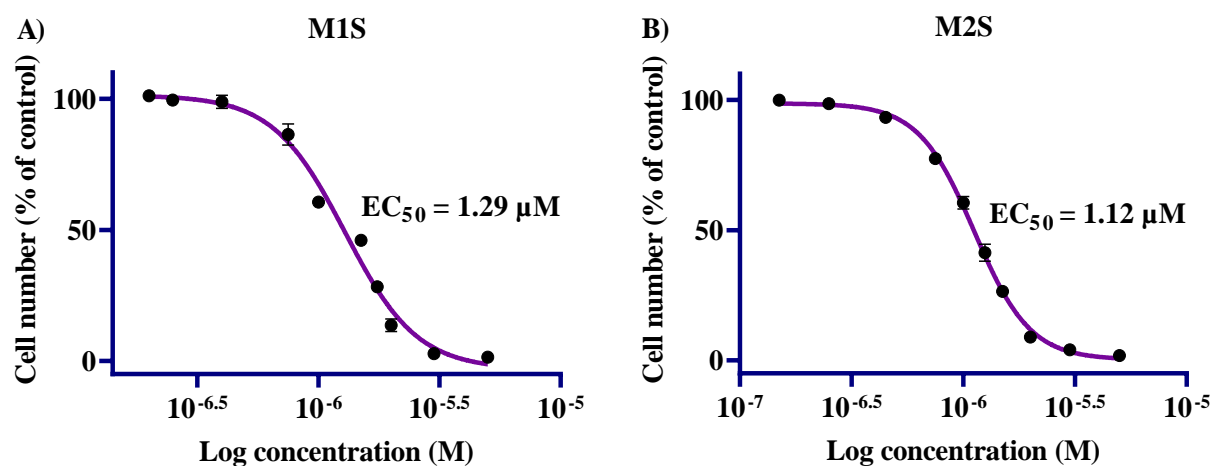 A)
M1S
Cell number (% of control)
100
50
0
EC50 = 1.29 µM
10-6.5
10-6
10-5.5
10-5
Log concentration (M)
B)
M2S
Cell number (% of control)
100
50
0
EC50 = 1.12 µM
10-7
10-6.5
10-6
10-5.5
10-5
Log concentration (M)